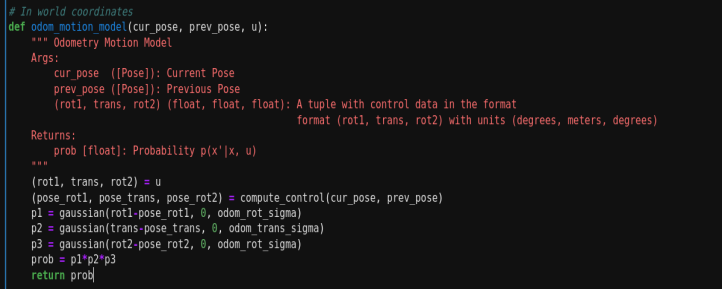 # In world coordinates
def odom_motion_model(cur_pose, prev_pose, u):
    """ Odometry Motion Model
    Args:
        cur_pose  ([Pose]): Current Pose
        prev_pose ([Pose]): Previous Pose
        (rot1, trans, rot2) (float, float, float): A tuple with control data in the format
                                                   format (rot1, trans, rot2) with units (degrees, meters, degrees)
    Returns:
        prob [float]: Probability p(x'|x, u)
    """
    (rot1, trans, rot2) = u
    (pose_rot1, pose_trans, pose_rot2) = compute_control(cur_pose, prev_pose)
    p1 = gaussian(rot1-pose_rot1, 0, odom_rot_sigma)
    p2 = gaussian(trans-pose_trans, 0, odom_trans_sigma)
    p3 = gaussian(rot2-pose_rot2, 0, odom_rot_sigma)
    prob = p1*p2*p3
    return prob